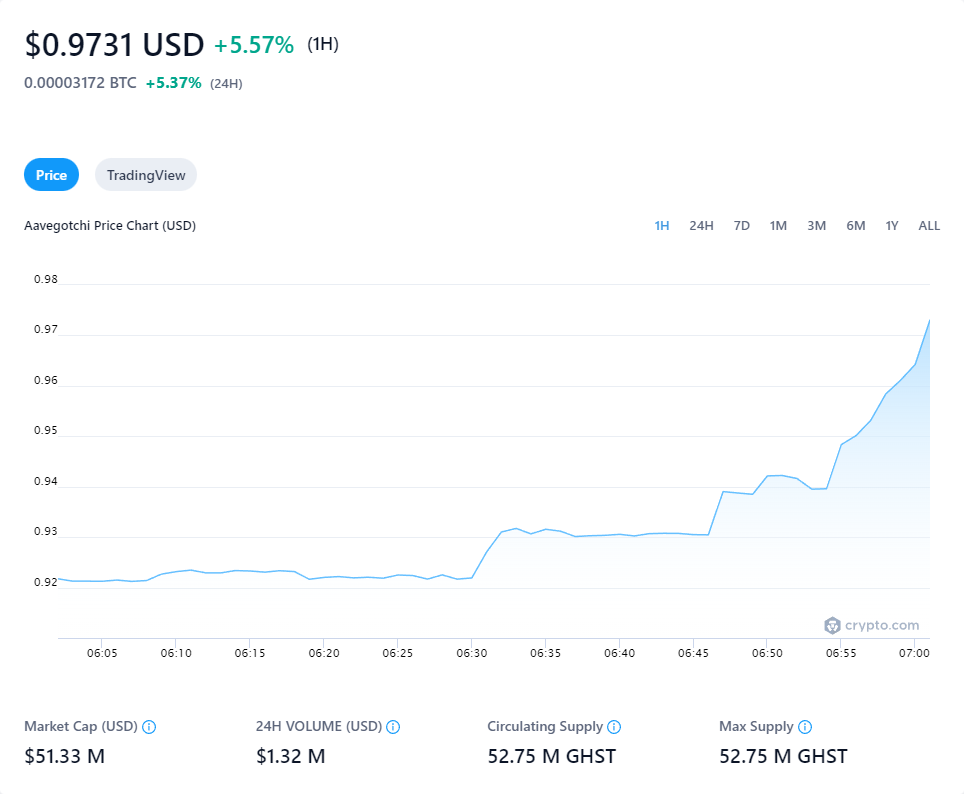 $0.9731 USD +5.57% (1H)
0.00003172 BTC +5.37% (24H)
Price TradingView
Aavegotchi Price Chart (USD) 1H 24H 7D 1M 3M 6M 1Y ALL
0.98
0.97
0.96
0.95
0.94
0.93
0.92
crypto.com
06:05 06:10 06:15 06:20 06:25 06:30 06:35 06:40 06:45 06:50 06:55 07:00
Market Cap (USD) 24H VOLUME (USD) Circulating Supply Max Supply
$51.33 M $1.32 M 52.75 M GHST 52.75 M GHST